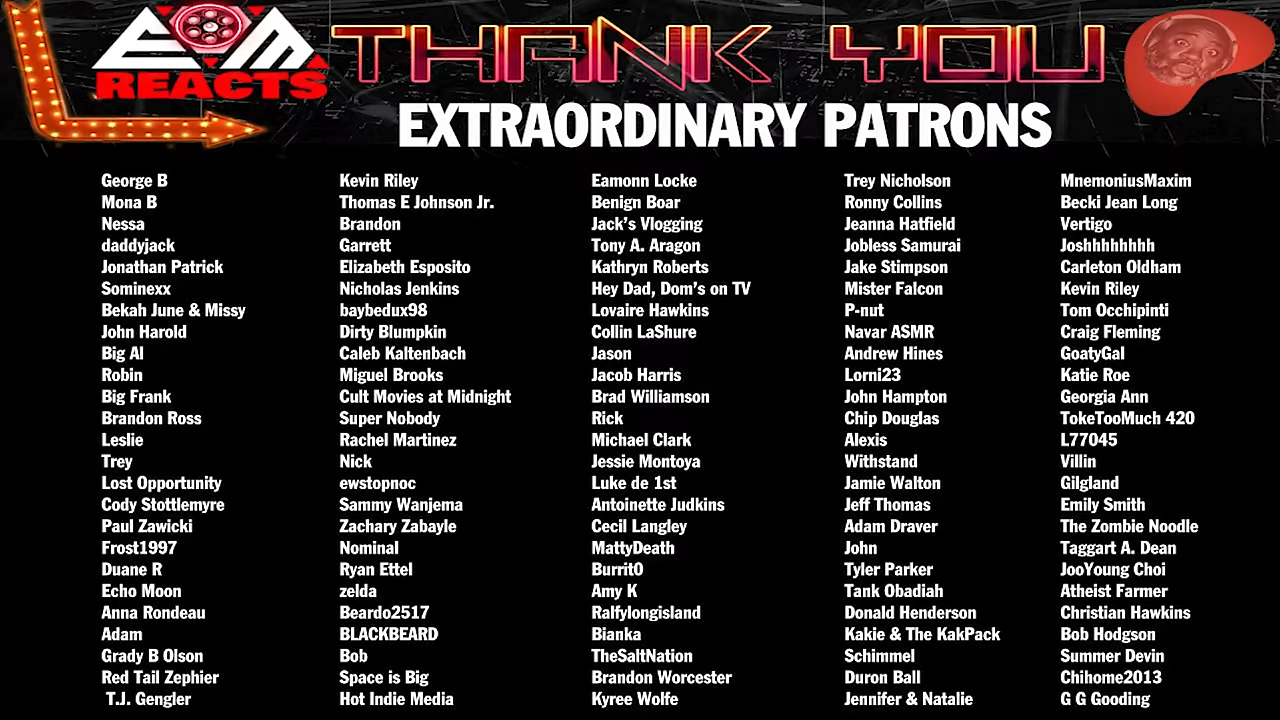 EOM
REACTS
THANK YOU
EXTRAORDINARY PATRONS
George B
Mona B
Nessa
daddyjack
Jonathan Patrick
Sominexx
Bekah June & Missy
John Harold
Big Al
Robin
Big Frank
Brandon Ross
Leslie
Trey
Lost Opportunity
Cody Stottlemyre
Paul Zawicki
Frost1997
Duane R
Echo Moon
Anna Rondeau
Adam
Grady B Olson
Red Tail Zephier
T.J. Gengler
Kevin Riley
Thomas E Johnson Jr.
Brandon
Garrett
Elizabeth Esposito
Nicholas Jenkins
baybedux98
Dirty Blumpkin
Caleb Kaltenbach
Miguel Brooks
Cult Movies at Midnight
Super Nobody
Rachel Martinez
Nick
ewstopnoc
Sammy Wanjema
Zachary Zabayle
Nominal
Ryan Ettel
zelda
Beardo2517
BLACKBEARD
Bob
Space is Big
Hot Indie Media
Eamonn Locke
Benign Boar
Jack's Vlogging
Tony A. Aragon
Kathryn Roberts
Hey Dad, Dom's on TV
Lovaire Hawkins
Collin LaShure
Jason
Jacob Harris
Brad Williamson
Rick
Michael Clark
Jessie Montoya
Luke de 1st
Antoinette Judkins
Cecil Langley
MattyDeath
Burrit0
Amy K
Ralfylongisland
Bianka
TheSaltNation
Brandon Worcester
Kyree Wolfe
Trey Nicholson
Ronny Collins
Jeanna Hatfield
Jobless Samurai
Jake Stimpson
Mister Falcon
P-nut
Navar ASMR
Andrew Hines
Lorni23
John Hampton
Chip Douglas
Alexis
Withstand
Jamie Walton
Jeff Thomas
Adam Draver
John
Tyler Parker
Tank Obadiah
Donald Henderson
Kakie & The KakPack
Schimmel
Duron Ball
Jennifer & Natalie
MnemoniusMaxim
Becki Jean Long
Vertigo
Joshhhhhhhh
Carleton Oldham
Kevin Riley
Tom Occhipinti
Craig Fleming
GoatyGal
Katie Roe
Georgia Ann
TokeTooMuch 420
L77045
Villin
Gilgland
Emily Smith
The Zombie Noodle
Taggart A. Dean
JooYoung Choi
Atheist Farmer
Christian Hawkins
Bob Hodgson
Summer Devin
Chihome2013
G G Gooding